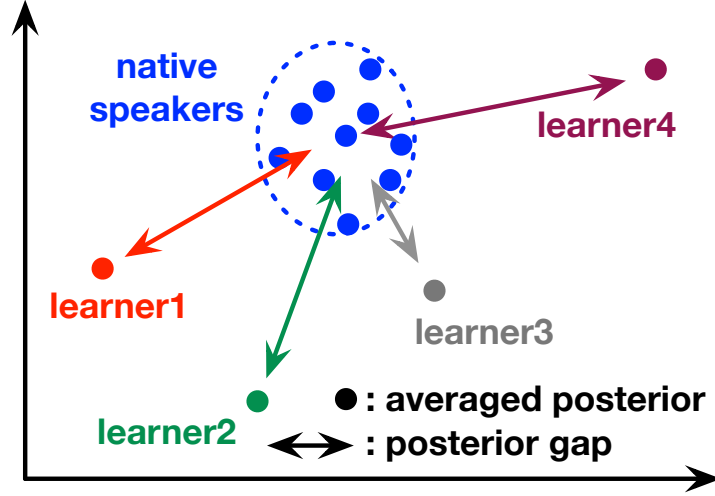 native
speakers
learner4
learner1
learner3
learner2
: averaged posterior
: posterior gap